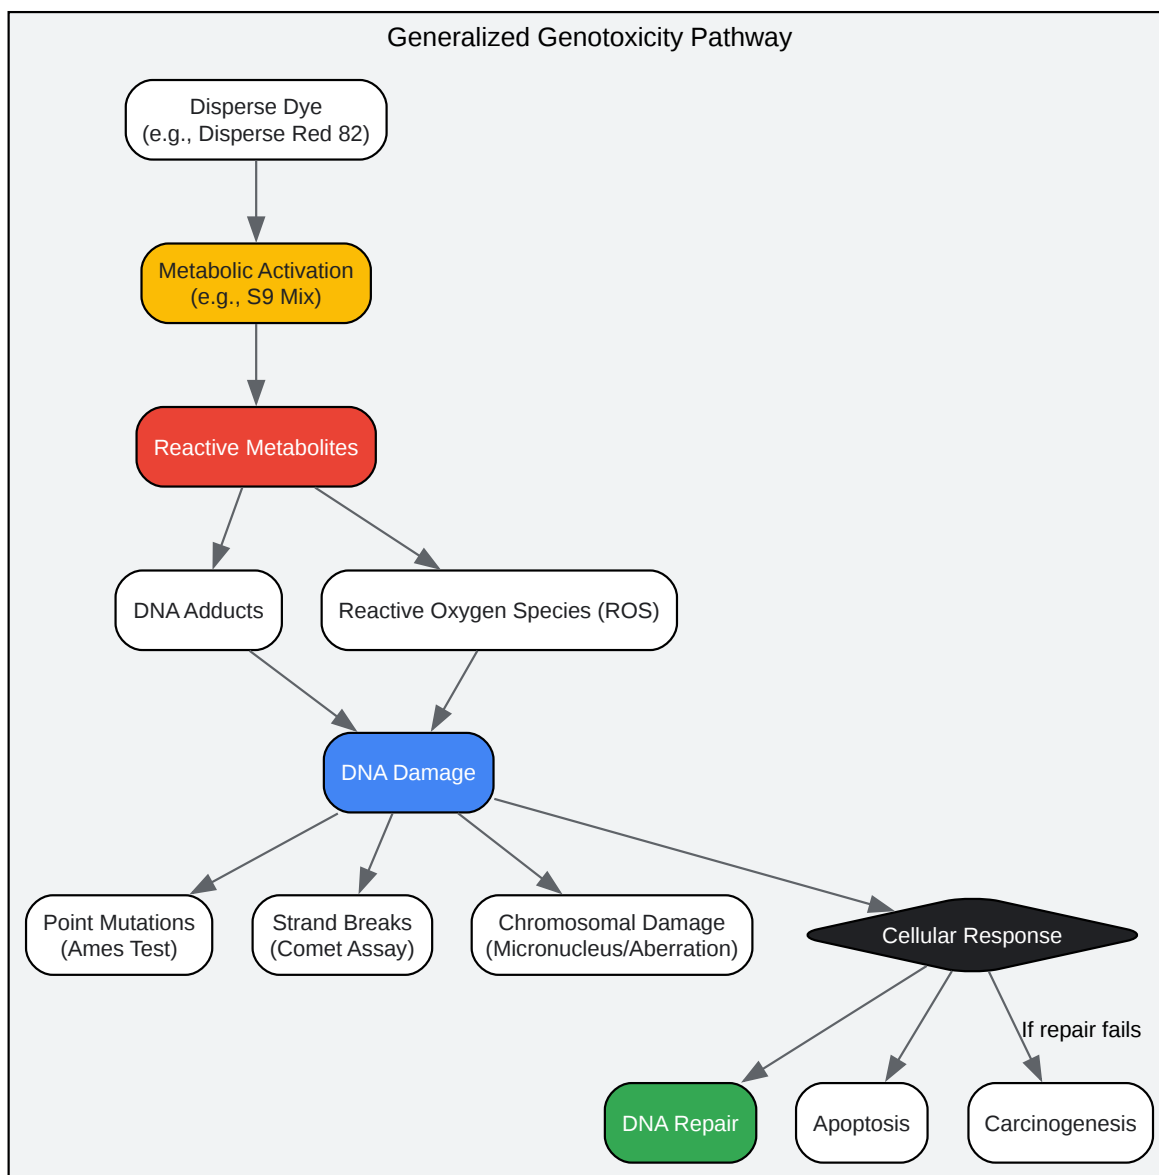 Generalized Genotoxicity Pathway
Disperse Dye
(e.g., Disperse Red 82)
Metabolic Activation
(e.g., S9 Mix)
Reactive Metabolites
DNA Adducts
Reactive Oxygen Species (ROS)
DNA Damage
Point Mutations
(Ames Test)
Strand Breaks
(Comet Assay)
Chromosomal Damage
(Micronucleus/Aberration)
Cellular Response
If repair fails
DNA Repair
Apoptosis
Carcinogenesis